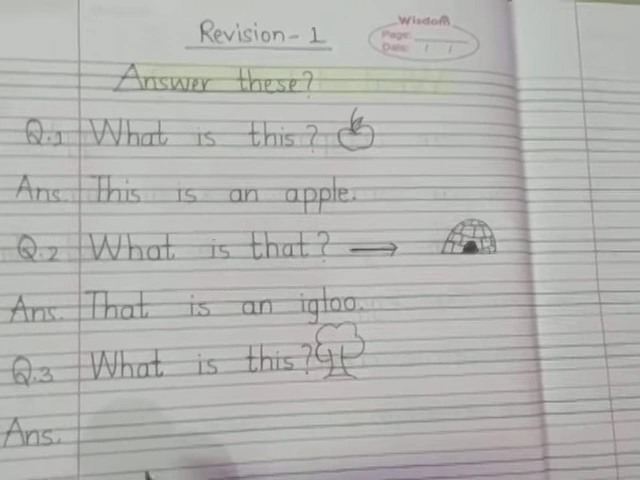 Revision - 1
Wisdom
Page:
Date: / /
Answer these?
Q.1 What is this?
Ans. This is an apple.
Q.2 What is that? →
Ans. That is an igloo.
Q.3 What is this?
Ans.